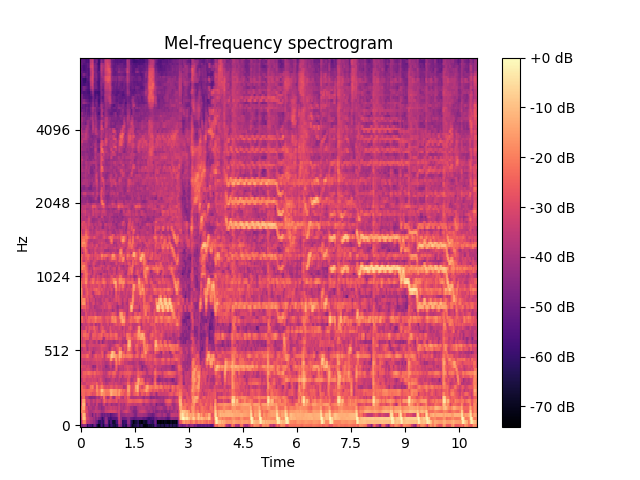 Mel-frequency spectrogram
+0 dB
-10 dB
-20 dB
-30 dB
-40 dB
-50 dB
-60 dB
-70 dB
4096
2048
1024
512
0
Hz
0 1.5 3 4.5 6 7.5 9 10
Time